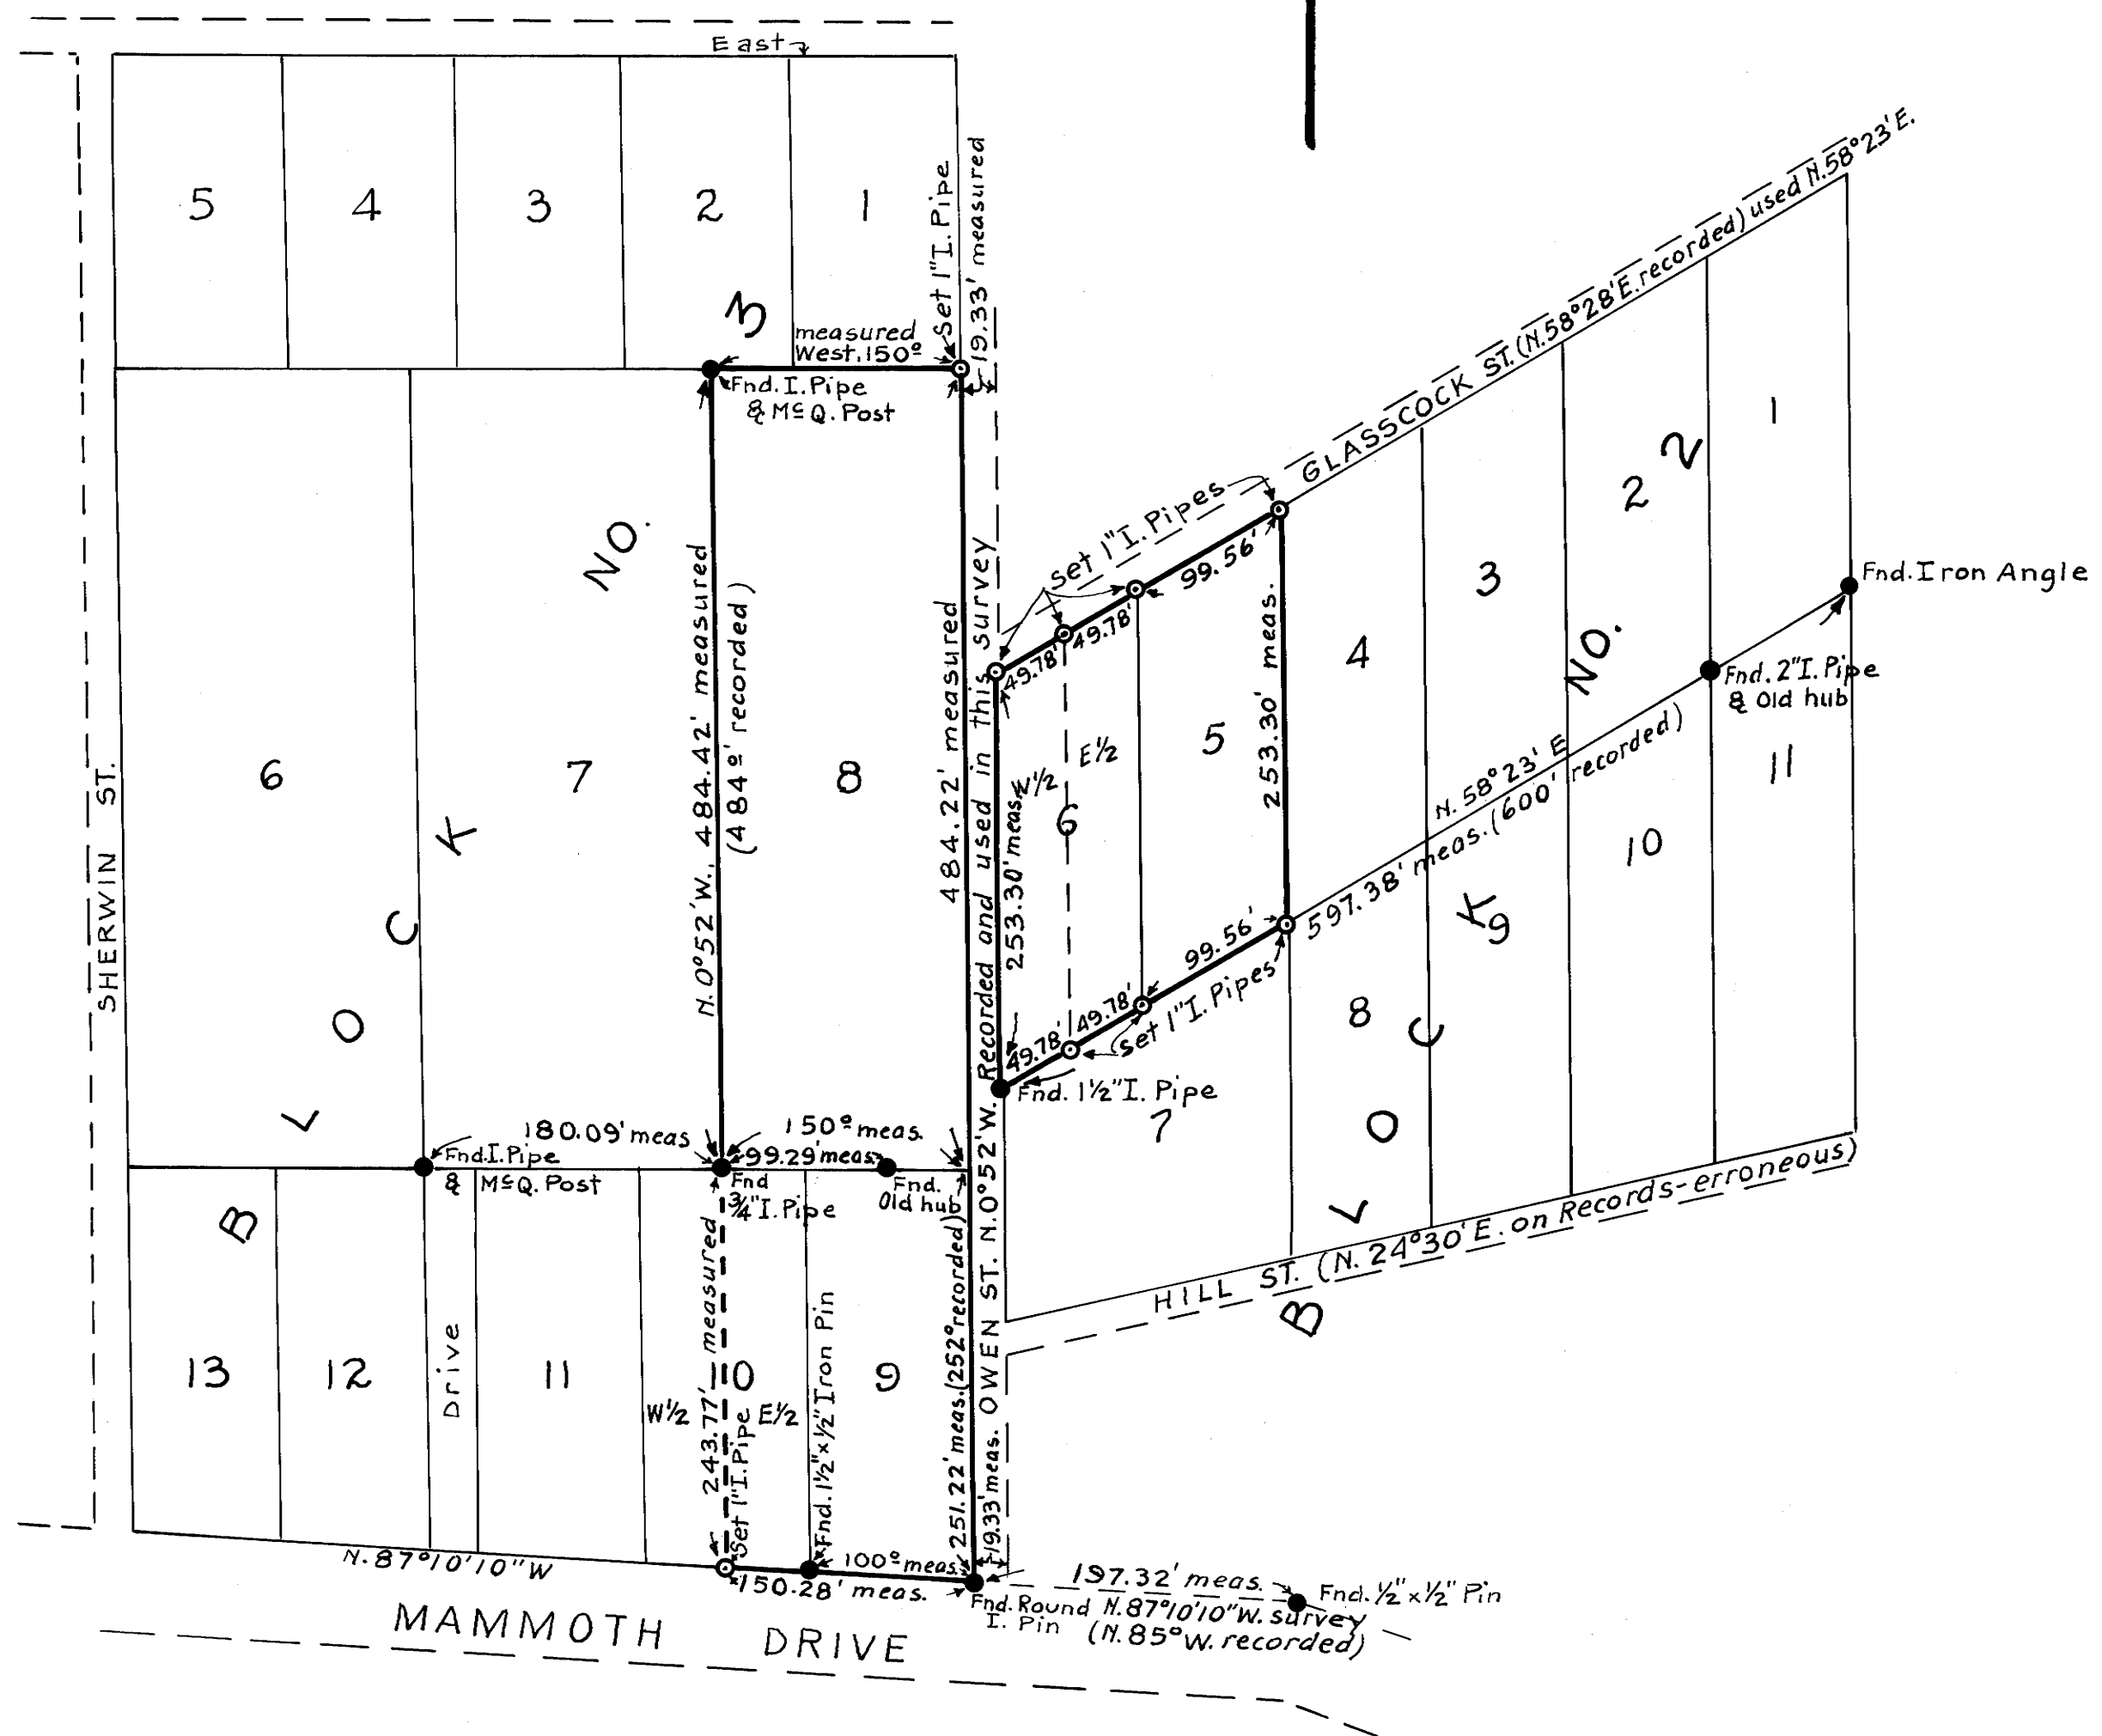 East
5
4
3
2
1
Set 1" I. Pipe
19.33' measured
3
measured
West. 150º
Fnd. I. Pipe
& McQ. Post
GLASSCOCK ST. (N. 58°28' E. recorded) used N. 58°23' E.
1
2
2
3
4
NO.
Fnd. Iron Angle
Fnd. 2" I. Pipe
& Old hub
Set 1" I. Pipes
99.56'
49.78'
49.78'
253.30' meas.
5
E½
W½
6
253.30' meas.
SHERWIN ST.
6
7
8
NO.
N. 0°52' W., 484.42' measured
(484º' recorded)
484.22' measured
OWEN ST. N. 0°52' W. Recorded and used in this survey
N. 58°23' E
597.38' meas. (600' recorded)
11
10
9
8
7
K
C
O
L
B
99.56'
49.78'
49.78'
Set 1" I. Pipes
Fnd. 1½" I. Pipe
K
C
O
L
B
180.09' meas
150º meas.
99.29' meas.
Fnd. I. Pipe
& McQ. Post
Fnd
¾" I. Pipe
Fnd.
Old hub
HILL ST. (N. 24°30' E. on Records-erroneous)
13
12
Drive
11
W½
10
E½
9
243.77' measured
Set 1" I. Pipe
Fnd. 1½" x ½" Iron Pin
251.22' meas. (252º recorded)
19.33' meas.
N. 87°10'10" W
100º meas.
150.28' meas.
197.32' meas.
Fnd. ½" x ½" Pin
Fnd. Round
I. Pin
N. 87°10'10" W. survey
(N. 85° W. recorded)
MAMMOTH DRIVE